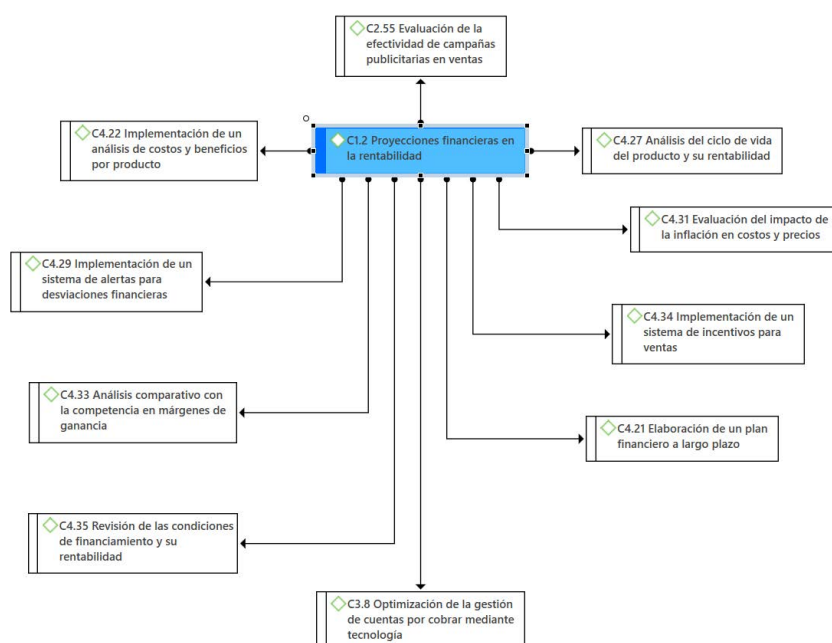 C2.55 Evaluación de la
efectividad de campañas
publicitarias en ventas
C4.22 Implementación de un
análisis de costos y beneficios
por producto
C1.2 Proyecciones financieras en
la rentabilidad
C4.27 Análisis del ciclo de vida
del producto y su rentabilidad
C4.31 Evaluación del impacto de
la inflación en costos y precios
C4.29 Implementación de un
sistema de alertas para
desviaciones financieras
C4.34 Implementación de un
sistema de incentivos para
ventas
C4.33 Análisis comparativo con
la competencia en márgenes de
ganancia
C4.21 Elaboración de un plan
financiero a largo plazo
C4.35 Revisión de las condiciones
de financiamiento y su
rentabilidad
C3.8 Optimización de la gestión
de cuentas por cobrar mediante
tecnología